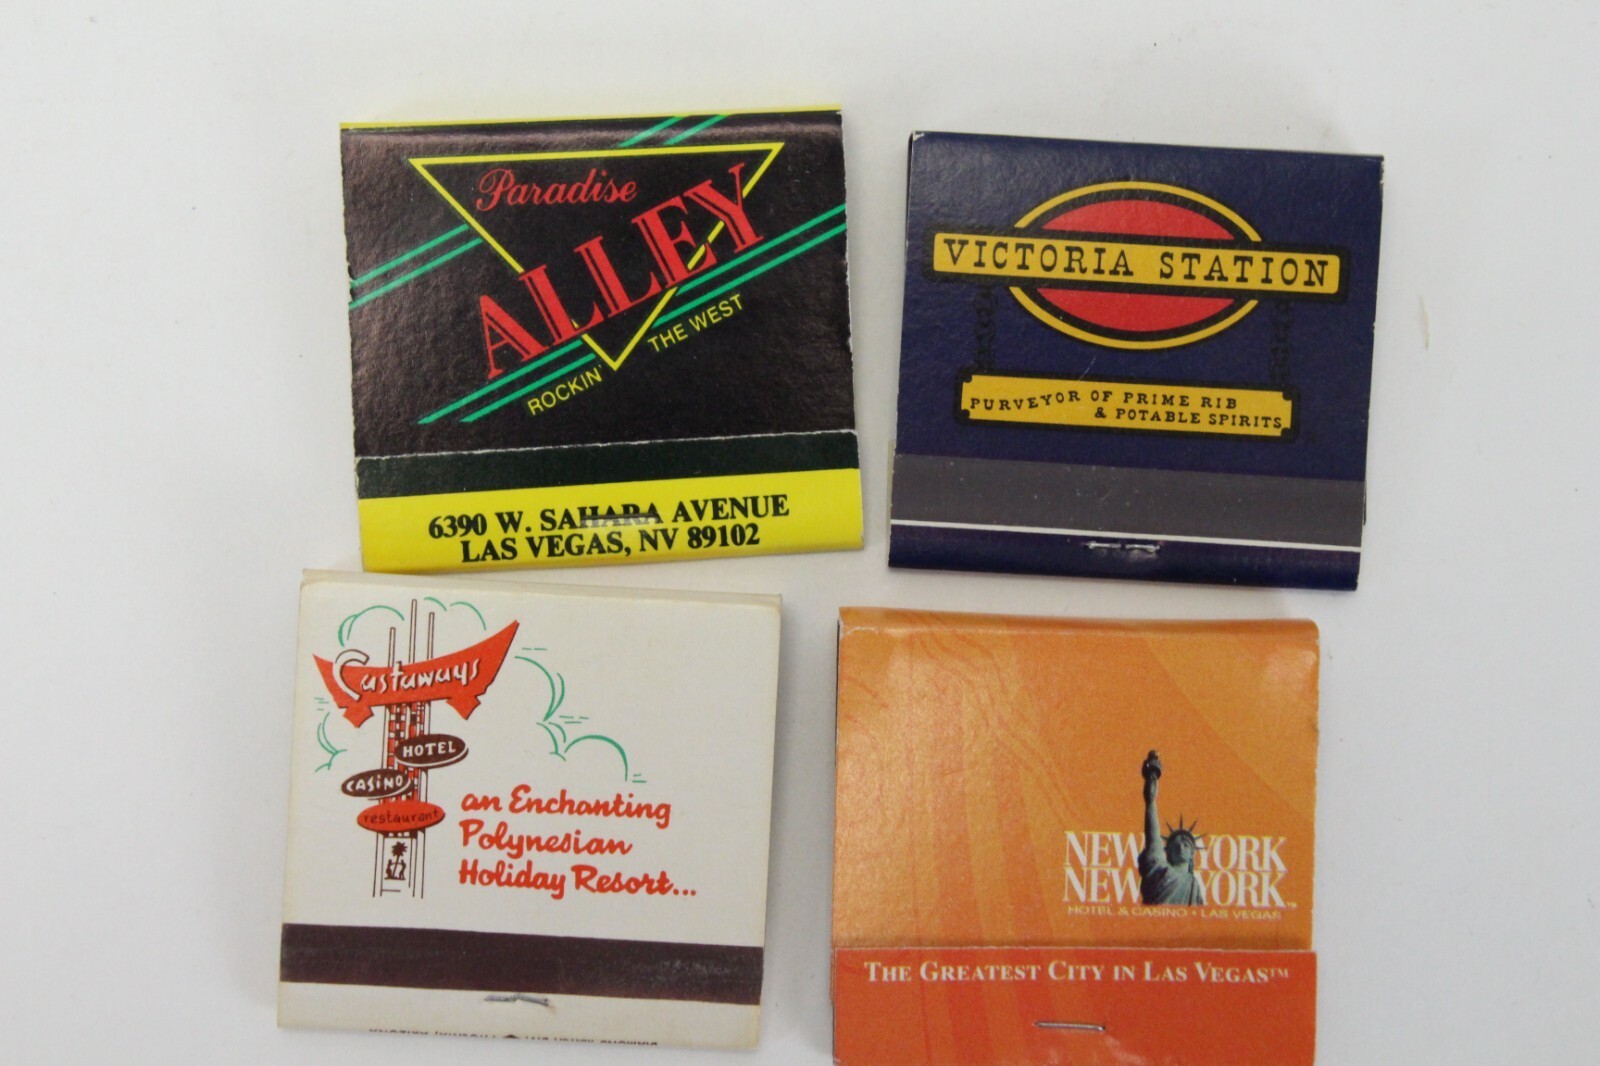 Paradise
ALLEY
ROCKIN' THE WEST
6390 W. SAHARA AVENUE
LAS VEGAS, NV 89102
VICTORIA STATION
PURVEYOR OF PRIME RIB
& POTABLE SPIRITS
Castaways
HOTEL
CASINO
restaurant
an Enchanting
Polynesian
Holiday Resort...
NEW YORK
NEW YORK™
HOTEL & CASINO • LAS VEGAS
THE GREATEST CITY IN LAS VEGAS™